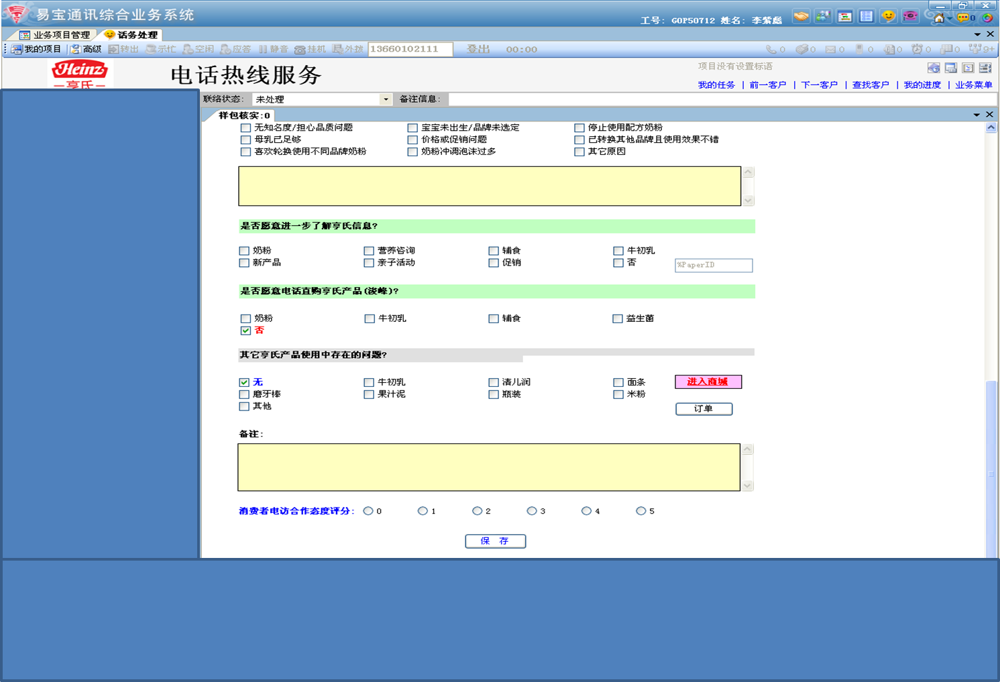 易宝通讯综合业务系统
工号: GOP50712 姓名: 李紫彪
0
业务项目管理 话务处理
我的项目 高级 转出 示忙 空闲 应答 静音 挂机 外拨 13660102111 登出 00:00 0 0 0 0 0 0 0 9+
Heinz
亨氏
电话热线服务
项目没有设置标语
我的任务 | 前一客户 | 下一客户 | 查找客户 | 我的进度 | 业务菜单
联络状态: 未处理 备注信息:
样包核实:0
无知名度/担心品质问题 宝宝未出生/品牌未选定 停止使用配方奶粉
母乳已足够 价格或促销问题 已转换其他品牌且使用效果不错
喜欢轮换使用不同品牌奶粉 奶粉冲调泡沫过多 其它原因
是否愿意进一步了解亨氏信息?
奶粉 营养咨询 辅食 牛初乳
新产品 亲子活动 促销 否 %PaperID
是否愿意电话直购亨氏产品(浚峰)?
奶粉 牛初乳 辅食 益生菌
否
其它亨氏产品使用中存在的问题?
无 牛初乳 清儿润 面条 进入商城
磨牙棒 果汁泥 瓶装 米粉
其他 订单
备注:
消费者电访合作态度评分: 0 1 2 3 4 5
保 存